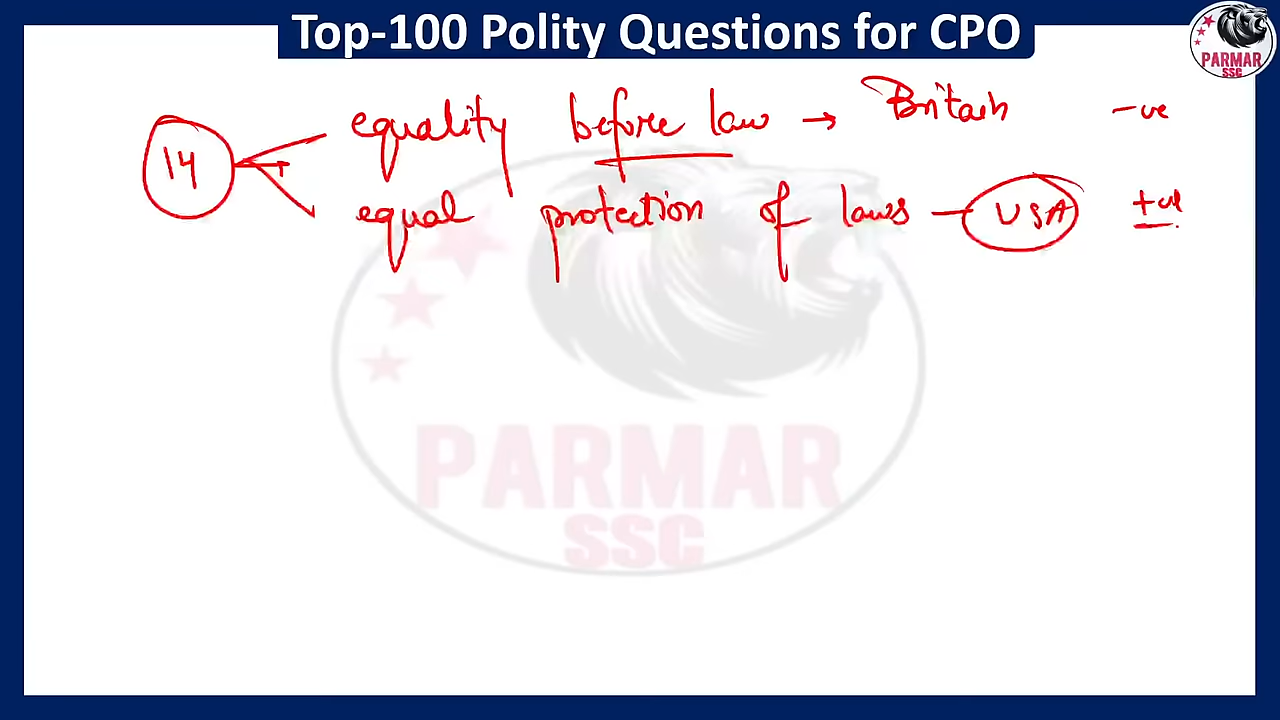 Top-100 Polity Questions for CPO
PARMAR
SSC
14
equality before law → Britain -ve
equal protection of laws — USA +ve
PARMAR
SSC